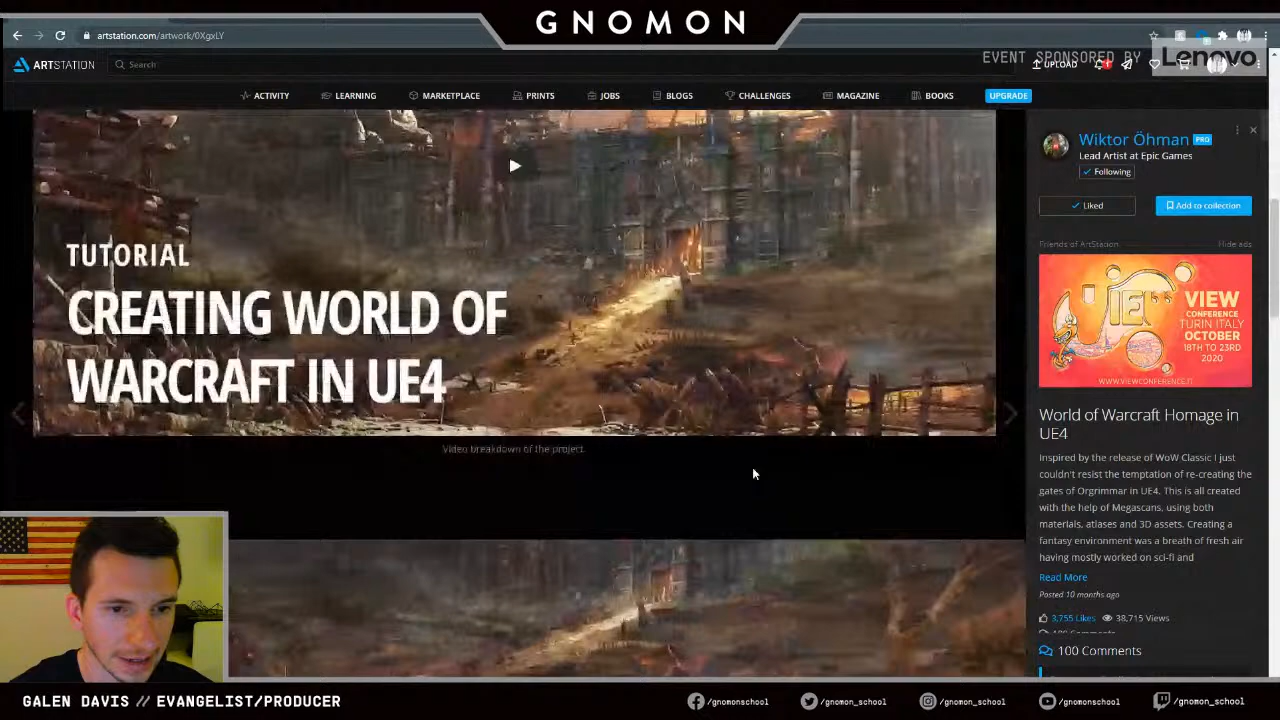 GNOMON
artstation.com/artwork/0XgxLY
EVENT SPONSORED BY
Lenovo
ARTSTATION
Search
UPLOAD
ACTIVITY
LEARNING
MARKETPLACE
PRINTS
JOBS
BLOGS
CHALLENGES
MAGAZINE
BOOKS
UPGRADE
TUTORIAL
CREATING WORLD OF
WARCRAFT IN UE4
Video breakdown of the project.
Wiktor Öhman PRO
Lead Artist at Epic Games
Following
Liked
Add to collection
Friends of ArtStation
Hide ads
VIEW
CONFERENCE
TURIN ITALY
OCTOBER
18TH TO 23RD
2020
WWW.VIEWCONFERENCE.IT
World of Warcraft Homage in
UE4
Inspired by the release of WoW Classic I just
couldn't resist the temptation of re-creating the
gates of Orgrimmar in UE4. This is all created
with the help of Megascans, using both
materials, atlases and 3D assets. Creating a
fantasy environment was a breath of fresh air
having mostly worked on sci-fi and
Read More
Posted 10 months ago
3,755 Likes
38,715 Views
100 Comments
GALEN DAVIS // EVANGELIST/PRODUCER
/gnomonschool
/gnomon_school
/gnomon_school
/gnomonschool
/gnomon_school